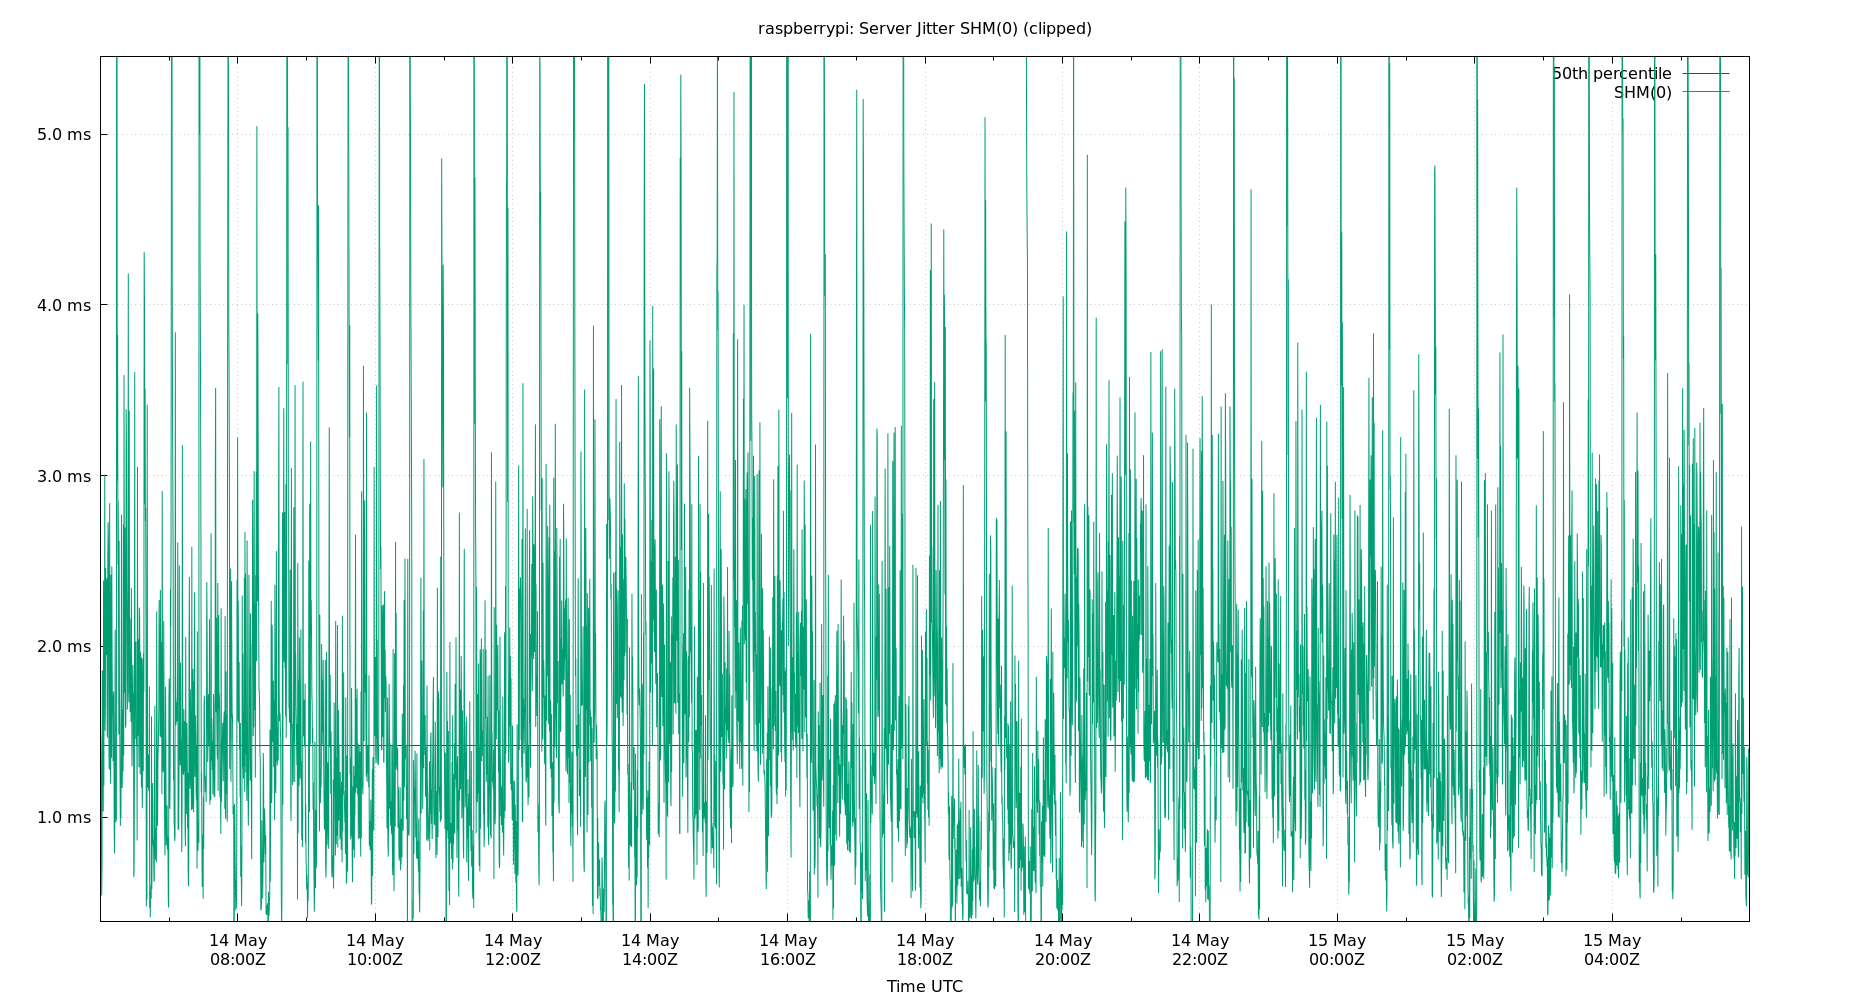 raspberrypi: Server Jitter SHM(0) (clipped)
50th percentile
SHM(0)
5.0 ms
4.0 ms
3.0 ms
2.0 ms
1.0 ms
14 May 14 May 14 May 14 May 14 May 14 May 14 May 14 May 15 May 15 May 15 May
08:00Z 10:00Z 12:00Z 14:00Z 16:00Z 18:00Z 20:00Z 22:00Z 00:00Z 02:00Z 04:00Z
Time UTC